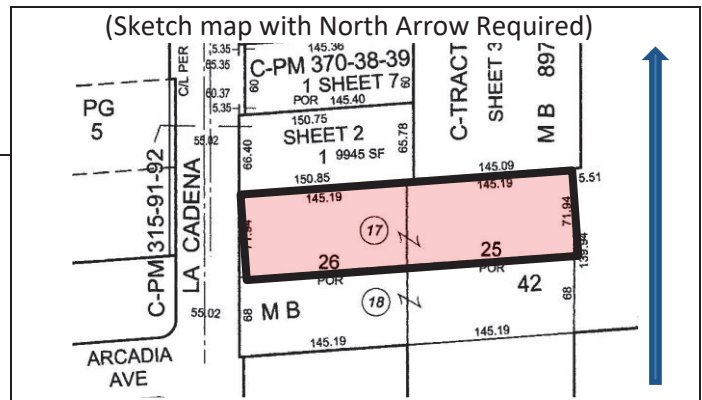 (Sketch map with North Arrow Required)
5.35
65.35
60.37
5.35
C/L PER
145.36
C-PM 370-38-39
60
1 SHEET 7
60
POR 145.40
C-TRACT
SHEET 3
M B 897
PG
5
55.02
150.75
SHEET 2
1 9945 SF
66.40
65.78
150.85
145.09
5.51
145.19
145.19
C-PM 315-91-92
LA CADENA
71.94
17
26
25
139.94
POR
POR
42
M B
18
68
68
55.02
145.19
145.19
ARCADIA
AVE